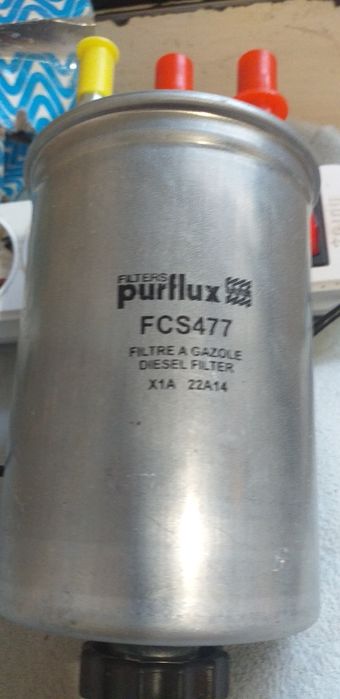 FILTERS
purflux
FCS477
FILTRE A GAZOLE
DIESEL FILTER
X1A 22A14